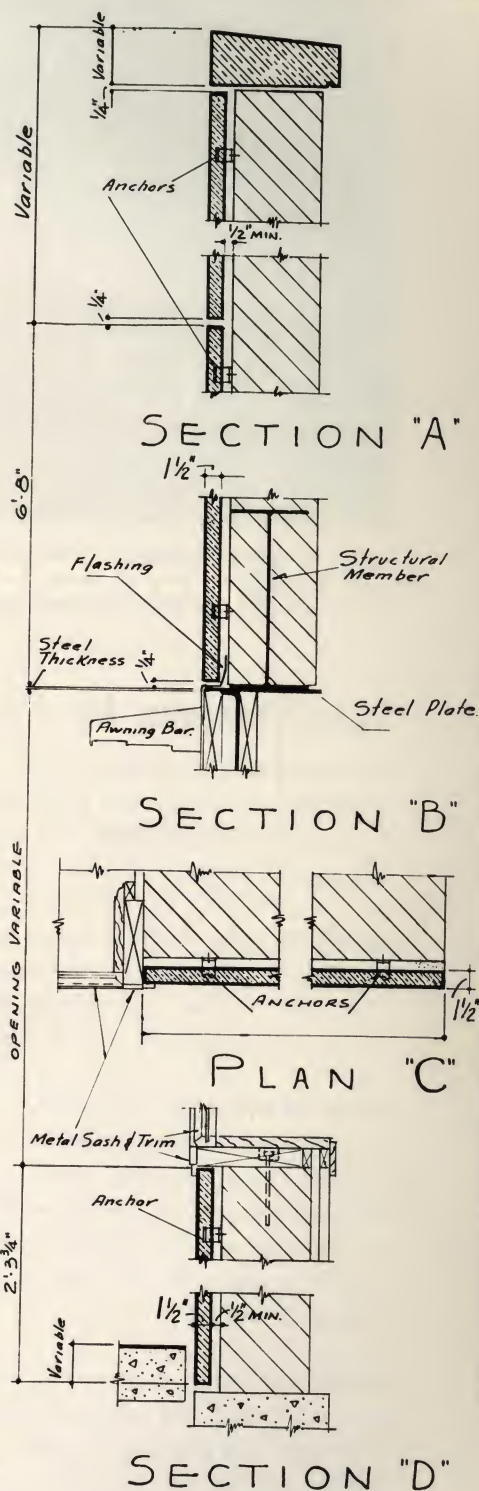 Variable
1/4"
Variable
Anchors
1/2" MIN.
1/4"
SECTION "A"
1 1/2"
6'-8"
Flashing
Structural
Member
Steel
Thickness
1/4"
Awning Bar.
Steel Plate.
SECTION "B"
OPENING VARIABLE
ANCHORS
1 1/2"
PLAN "C"
Metal Sash & Trim
Anchor
2'-3 3/4"
1 1/2"
1/2" MIN.
Variable
SECTION "D"